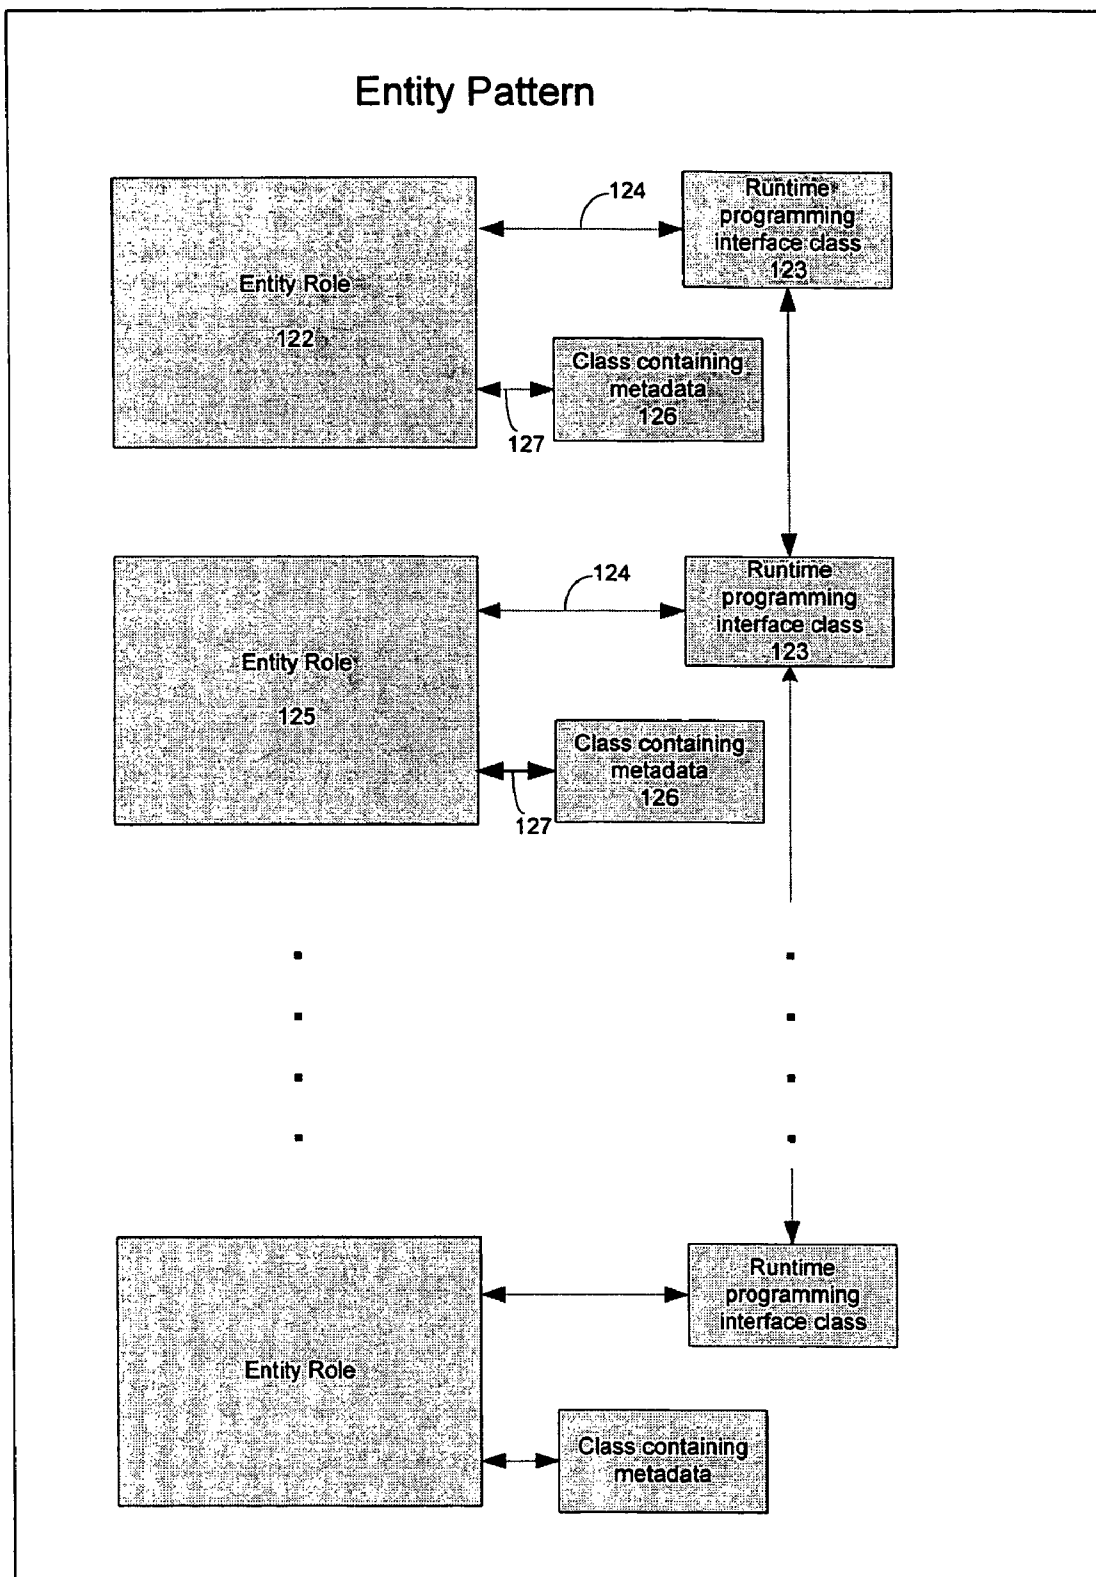 Entity Pattern
124
Runtime
programming
interface class
123
Entity Role
122
Class containing
metadata
126
127
124
Runtime
programming
interface class
123
Entity Role
125
Class containing
metadata
126
127
Runtime
programming
interface class
Entity Role
Class containing
metadata